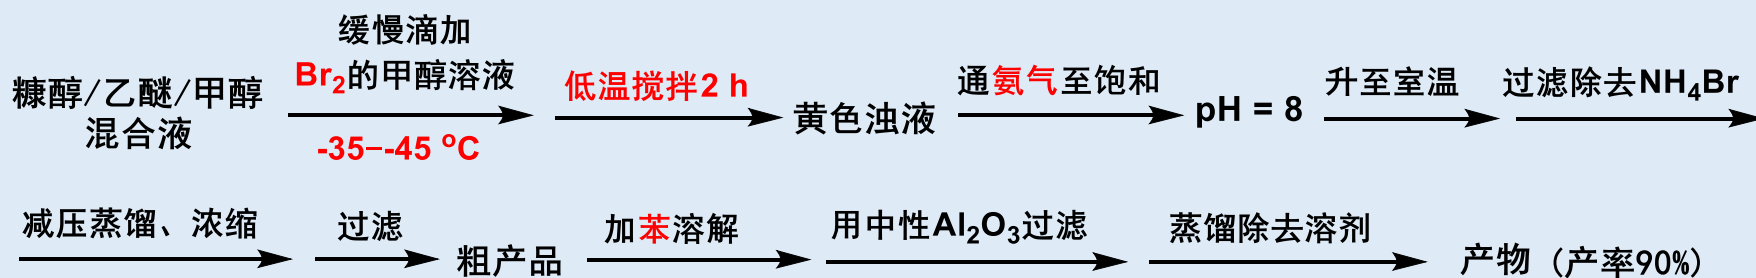 糠醇/乙醚/甲醇
混合液
缓慢滴加
Br₂的甲醇溶液
-35–-45 ºC
低温搅拌2 h
黄色浊液
通氨气至饱和
pH = 8
升至室温
过滤除去NH₄Br
减压蒸馏、浓缩
过滤
粗产品
加苯溶解
用中性Al₂O₃过滤
蒸馏除去溶剂
产物（产率90%）